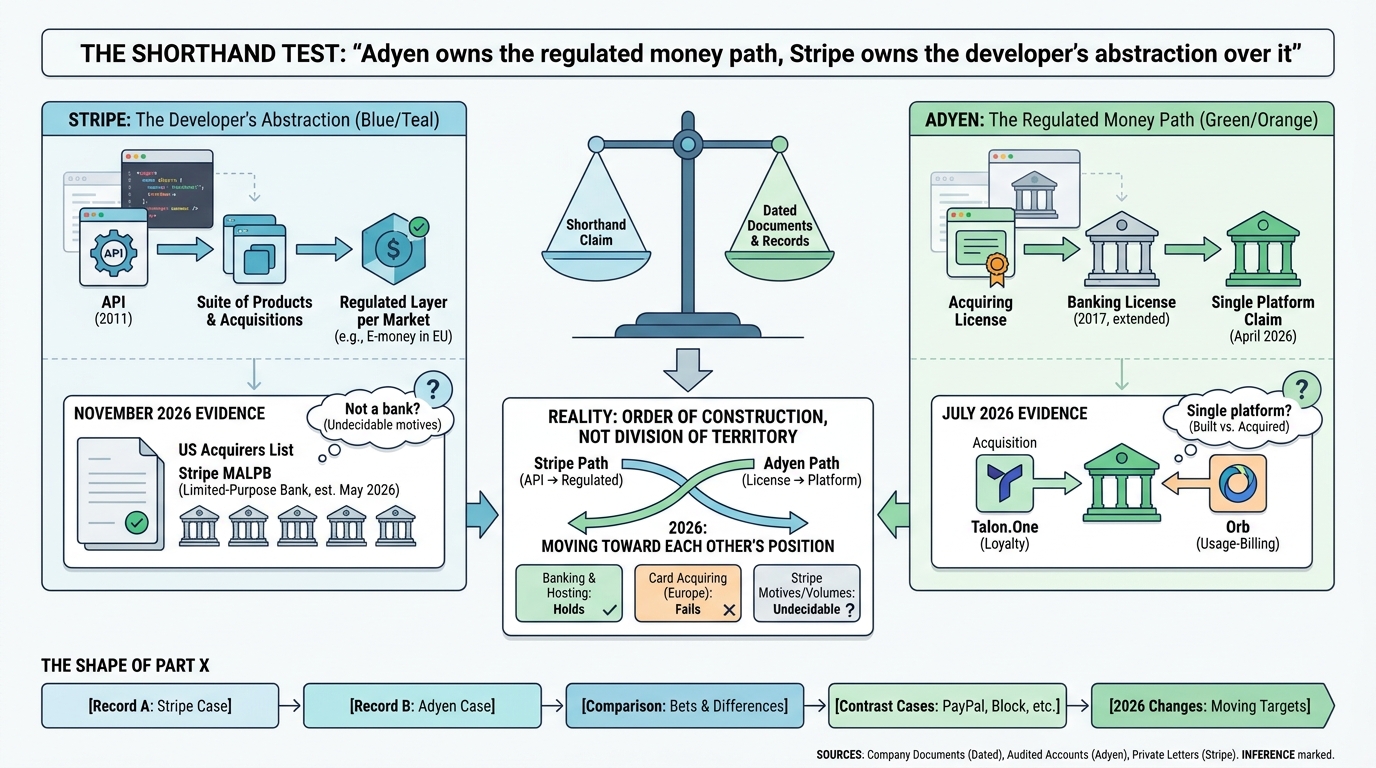 THE SHORTHAND TEST: “Adyen owns the regulated money path, Stripe owns the developer’s abstraction over it”
STRIPE: The Developer’s Abstraction (Blue/Teal)
API
API
(2011)
Suite of Products
& Acquisitions
$
Regulated Layer
per Market
(e.g., E-money in EU)
NOVEMBER 2026 EVIDENCE
?
Not a bank?
(Undecidable motives)
US Acquirers List
Stripe MALPB
(Limited-Purpose Bank, est. May 2026)
Shorthand
Claim
Dated
Documents
& Records
REALITY: ORDER OF CONSTRUCTION,
NOT DIVISION OF TERRITORY
Stripe Path
(API → Regulated)
Adyen Path
(License → Platform)
2026:
MOVING TOWARD EACH OTHER’S POSITION
Banking &
Hosting:
Holds
Card Acquiring
(Europe):
Fails
Stripe
Motives/Volumes:
Undecidable ?
ADYEN: The Regulated Money Path (Green/Orange)
Acquiring
License
Banking License
(2017, extended)
Single Platform
Claim
(April 2026)
JULY 2026 EVIDENCE
?
Single platform?
(Built vs. Acquired)
Acquisition
Talon.One
(Loyalty)
Orb
(Usage-Billing)
THE SHAPE OF PART X
[Record A: Stripe Case]
[Record B: Adyen Case]
[Comparison: Bets & Differences]
[Contrast Cases: PayPal, Block, etc.]
[2026 Changes: Moving Targets]
SOURCES: Company Documents (Dated), Audited Accounts (Adyen), Private Letters (Stripe). INFERENCE marked.